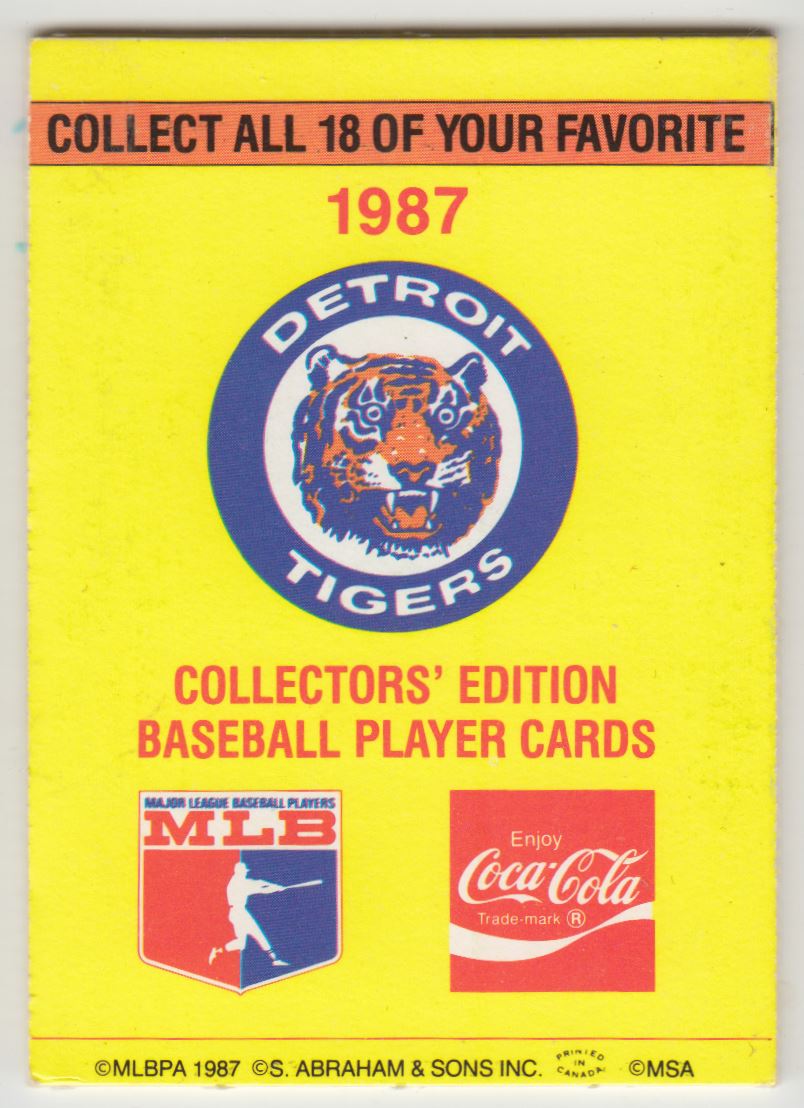 COLLECT ALL 18 OF YOUR FAVORITE
1987
DETROIT
TIGERS
COLLECTORS' EDITION
BASEBALL PLAYER CARDS
MAJOR LEAGUE BASEBALL PLAYERS
MLB
Enjoy
Coca-Cola
Trade-mark ®
©MLBPA 1987 ©S. ABRAHAM & SONS INC. PRINTED IN CANADA ©MSA